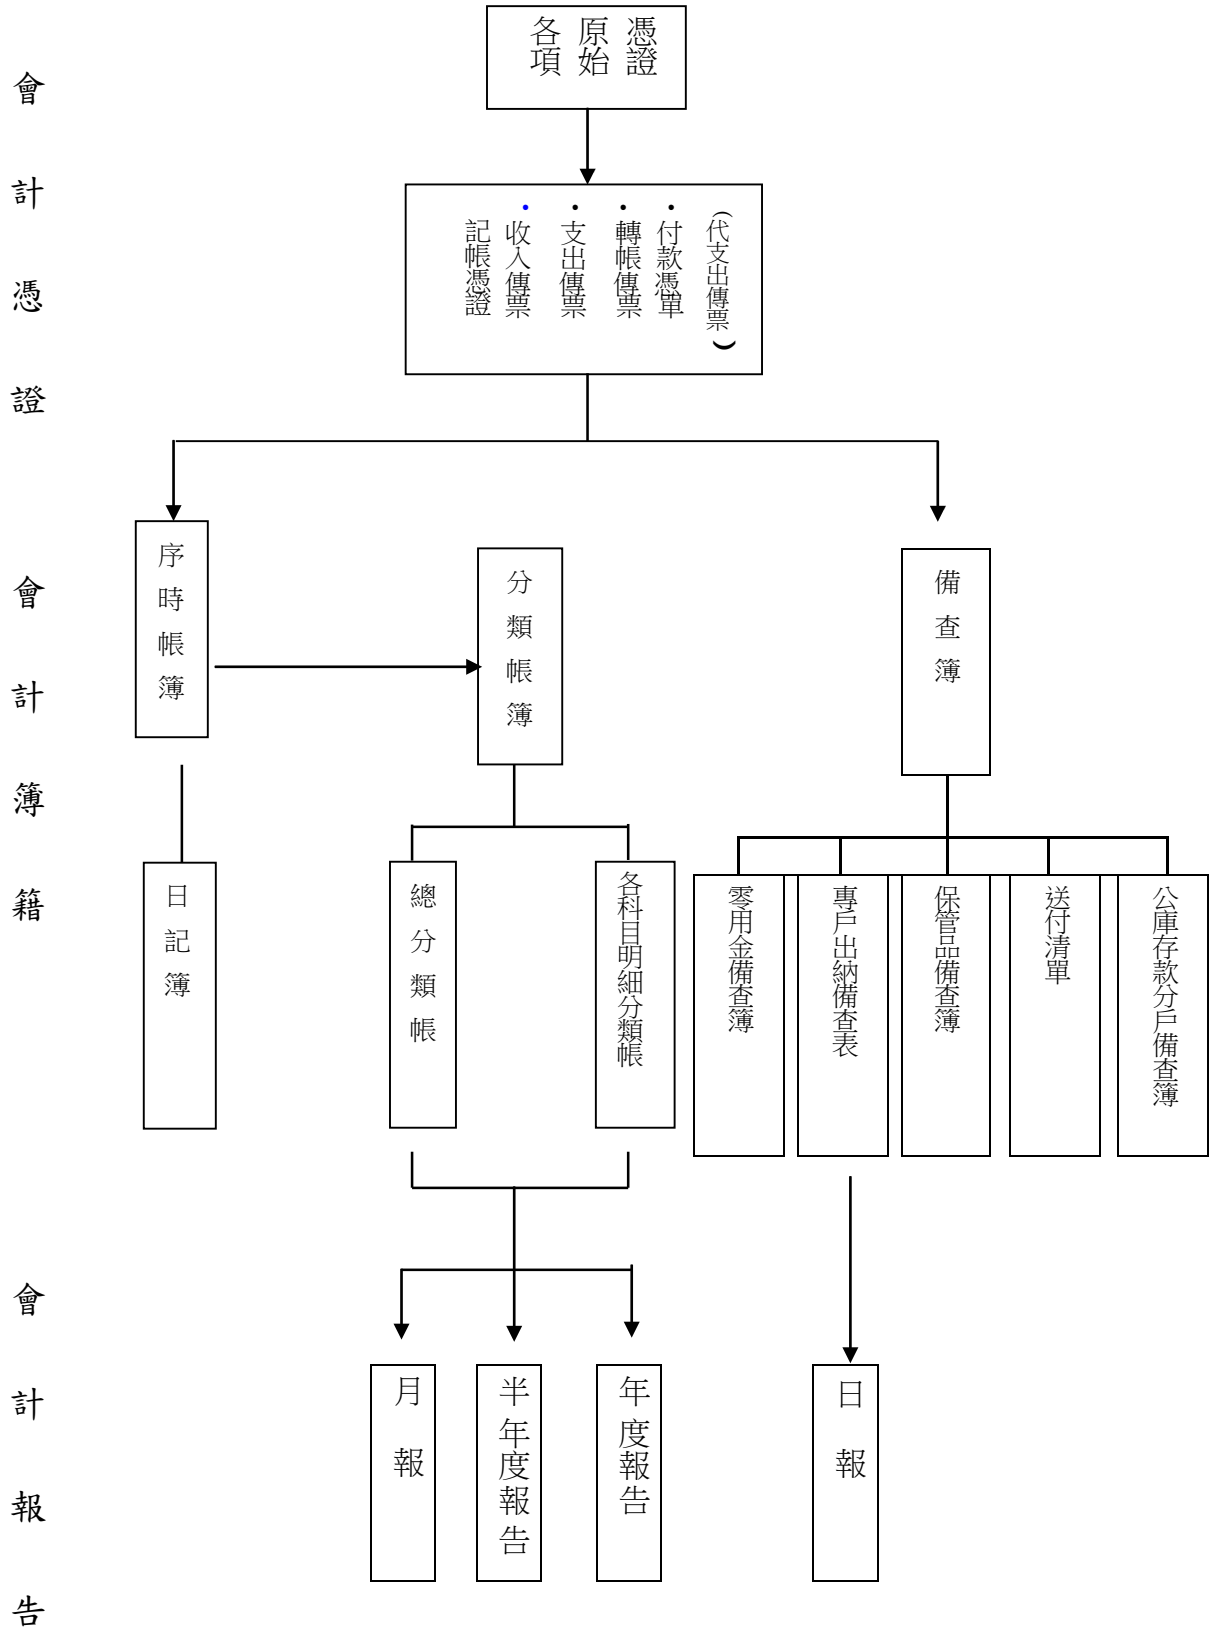 會計憑證
各項
原始
憑證
記帳憑證
•收入傳票
•支出傳票
•轉帳傳票
•付款憑單
(代支出傳票)
會計簿籍
序時帳簿
分類帳簿
備查簿
日記簿
總分類帳
各科目明細分類帳
零用金備查簿
專戶出納備查表
保管品備查簿
送付清單
公庫存款分戶備查簿
會計報告
月報
半年度報告
年度報告
日報